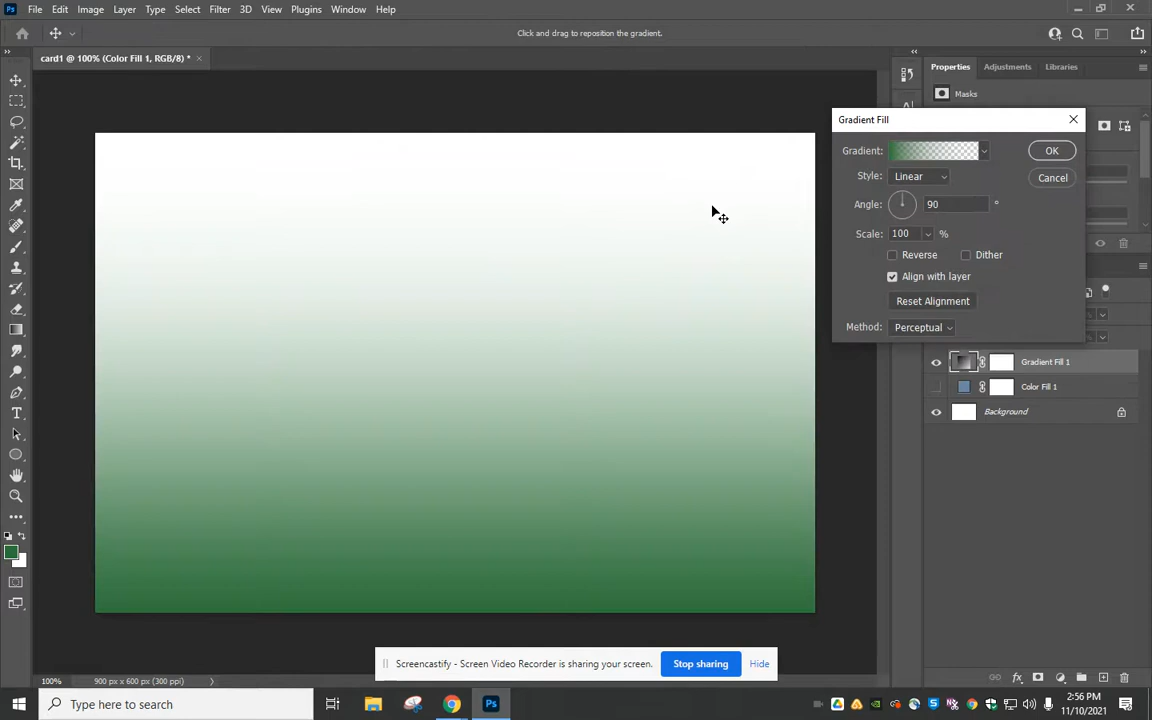 Ps File Edit Image Layer Type Select Filter 3D View Plugins Window Help
Click and drag to reposition the gradient.
card1 @ 100% (Color Fill 1, RGB/8) * ×
Properties Adjustments Libraries
Masks
Gradient Fill
Gradient: OK
Style: Linear Cancel
Angle: 90 °
Scale: 100 %
Reverse Dither
Align with layer
Reset Alignment
Method: Perceptual
Gradient Fill 1
Color Fill 1
Background
Screencastify - Screen Video Recorder is sharing your screen. Stop sharing Hide
100% 900 px x 600 px (300 ppi)
fx
Type here to search
Ps
2:56 PM
11/10/2021